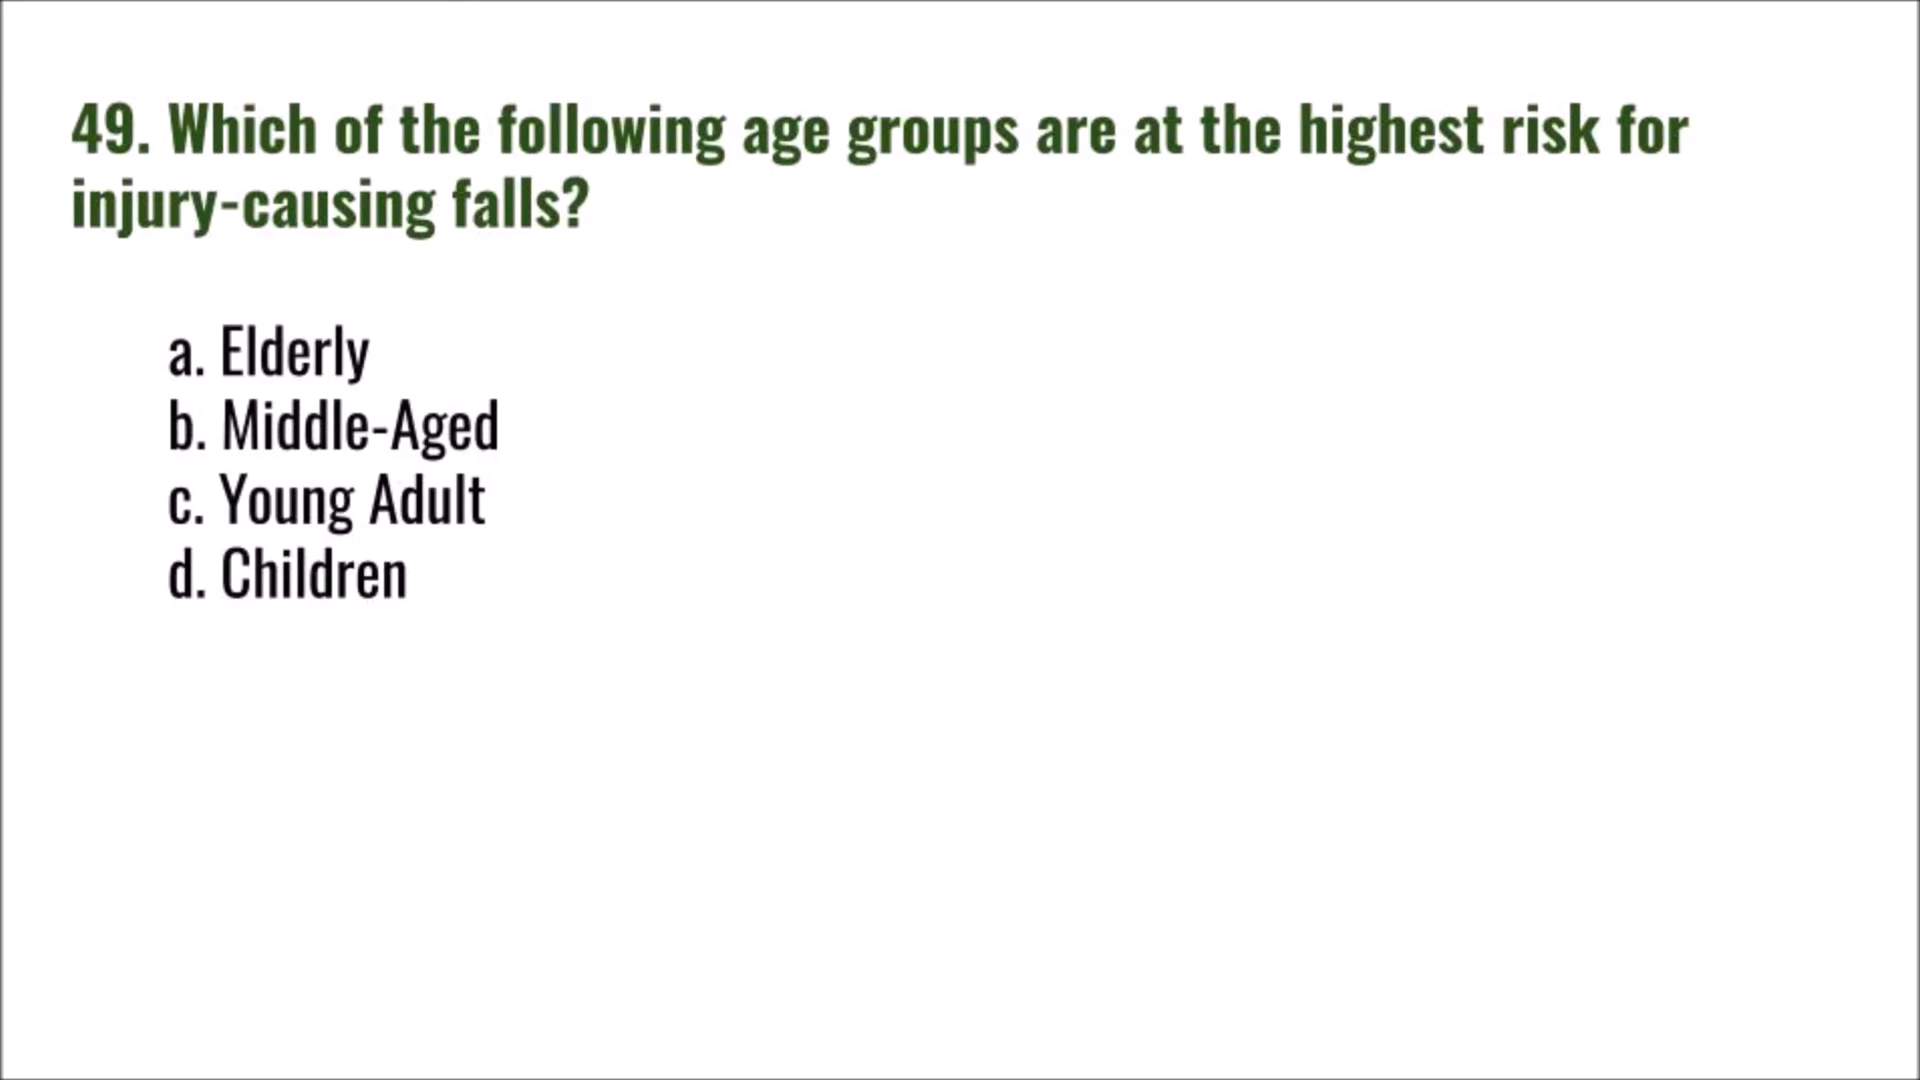 49. Which of the following age groups are at the highest risk for
injury-causing falls?
a. Elderly
b. Middle-Aged
c. Young Adult
d. Children